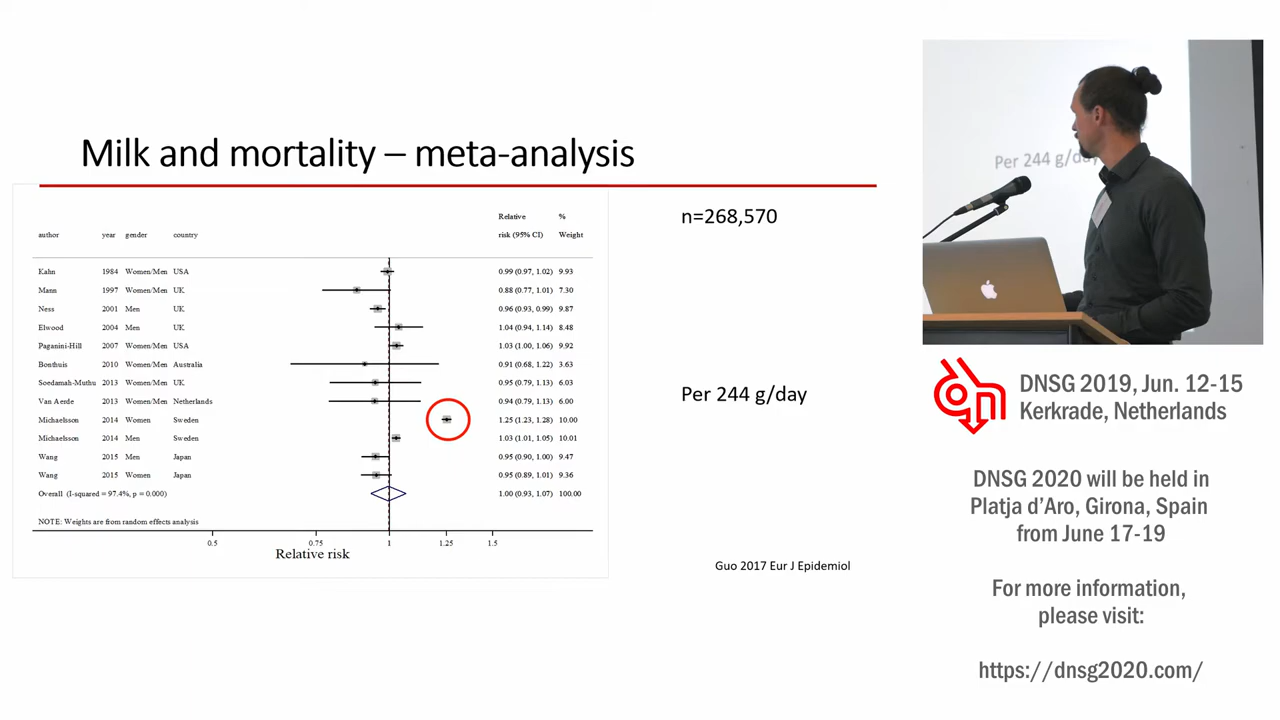 Milk and mortality – meta-analysis
Relative %
author year gender country risk (95% CI) Weight
Kahn 1984 Women/Men USA 0.99 (0.97, 1.02) 9.93
Mann 1997 Women/Men UK 0.88 (0.77, 1.01) 7.30
Ness 2001 Men UK 0.96 (0.93, 0.99) 9.87
Elwood 2004 Men UK 1.04 (0.94, 1.14) 8.48
Paganini-Hill 2007 Women/Men USA 1.03 (1.00, 1.06) 9.92
Bonthuis 2010 Women/Men Australia 0.91 (0.68, 1.22) 3.63
Soedamah-Muthu 2013 Women/Men UK 0.95 (0.79, 1.13) 6.03
Van Aerde 2013 Women/Men Netherlands 0.94 (0.79, 1.13) 6.00
Michaelsson 2014 Women Sweden 1.25 (1.23, 1.28) 10.00
Michaelsson 2014 Men Sweden 1.03 (1.01, 1.05) 10.01
Wang 2015 Men Japan 0.95 (0.90, 1.00) 9.47
Wang 2015 Women Japan 0.95 (0.89, 1.01) 9.36
Overall (I-squared = 97.4%, p = 0.000) 1.00 (0.93, 1.07) 100.00
NOTE: Weights are from random effects analysis
0.5 0.75 1 1.25 1.5
Relative risk
n=268,570
Per 244 g/day
Guo 2017 Eur J Epidemiol
Per 244 g/day
DNSG 2019, Jun. 12-15
Kerkrade, Netherlands
DNSG 2020 will be held in
Platja d'Aro, Girona, Spain
from June 17-19
For more information,
please visit:
https://dnsg2020.com/